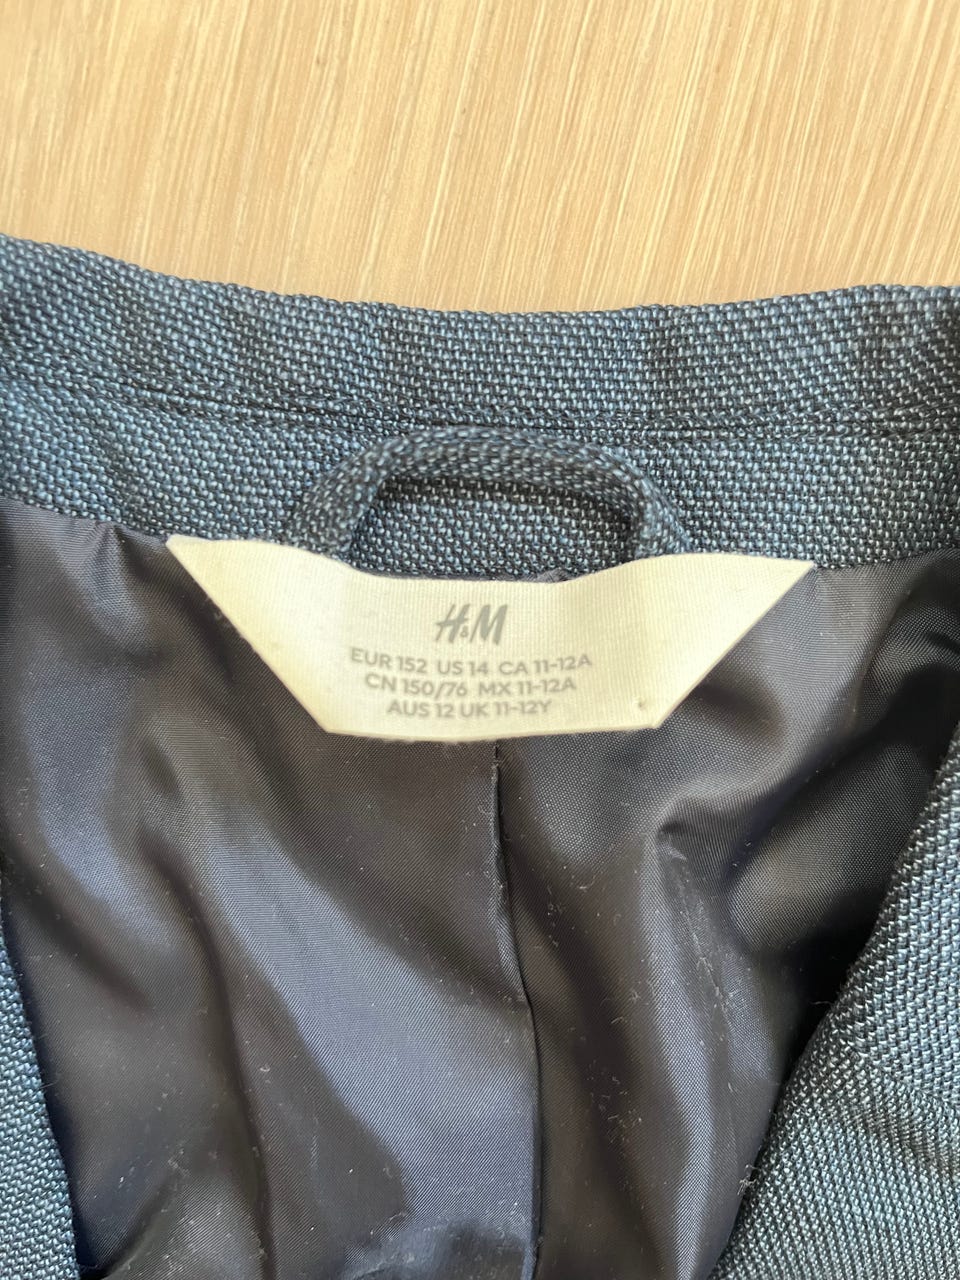 H&M
EUR 152 US 14 CA 11-12A
CN 150/76 MX 11-12A
AUS 12 UK 11-12Y